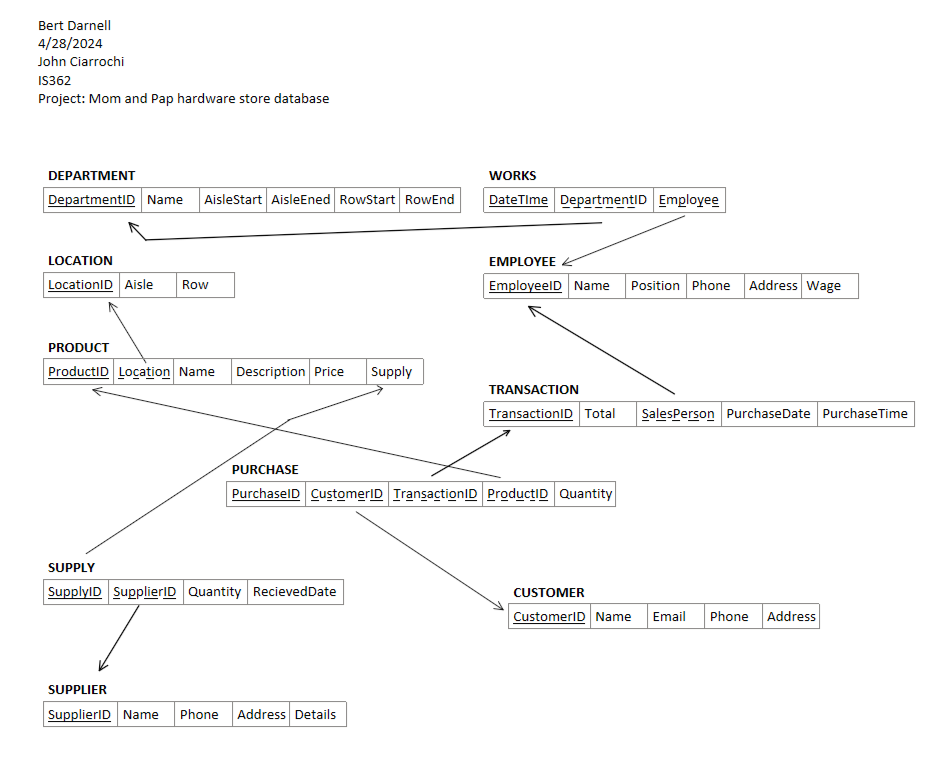 Bert Darnell
4/28/2024
John Ciarrochi
IS362
Project: Mom and Pap hardware store database
DEPARTMENT
DepartmentID Name AisleStart AisleEned RowStart RowEnd
WORKS
DateTIme DepartmentID Employee
LOCATION
LocationID Aisle Row
EMPLOYEE
EmployeeID Name Position Phone Address Wage
PRODUCT
ProductID Location Name Description Price Supply
TRANSACTION
TransactionID Total SalesPerson PurchaseDate PurchaseTime
PURCHASE
PurchaseID CustomerID TransactionID ProductID Quantity
SUPPLY
SupplyID SupplierID Quantity RecievedDate
CUSTOMER
CustomerID Name Email Phone Address
SUPPLIER
SupplierID Name Phone Address Details